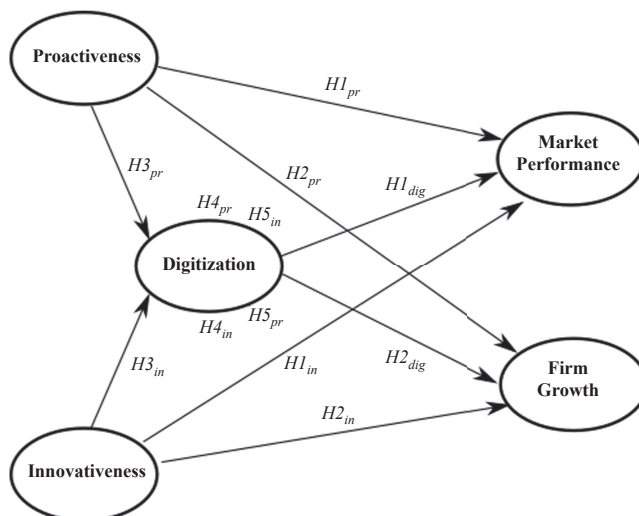 Proactiveness
H1pr
Market
Performance
H3pr
H2pr
H1dig
H4pr
H5in
Digitization
H5pr
H4in
H3in
H1in
H2dig
Firm
Growth
H2in
Innovativeness